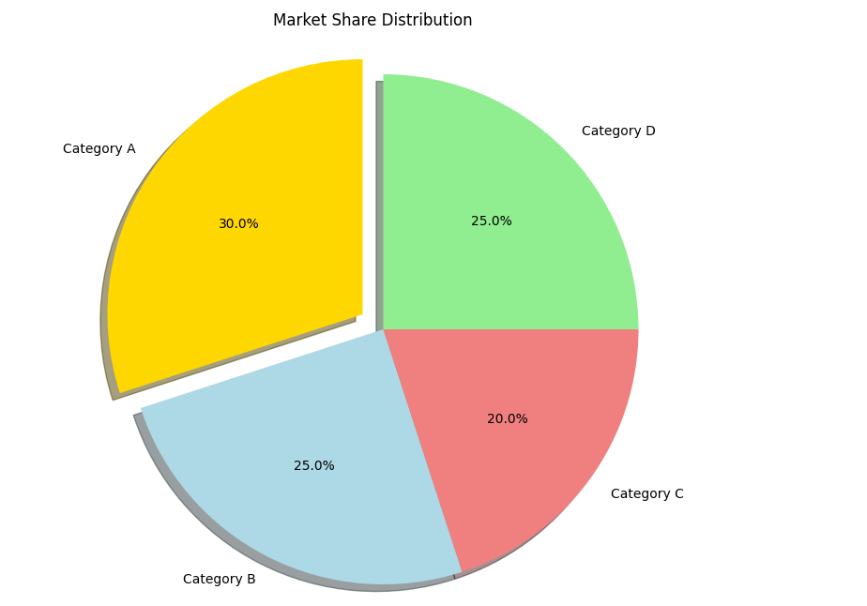 Market Share Distribution
Category D
Category A
25.0%
30.0%
20.0%
25.0%
Category C
Category B